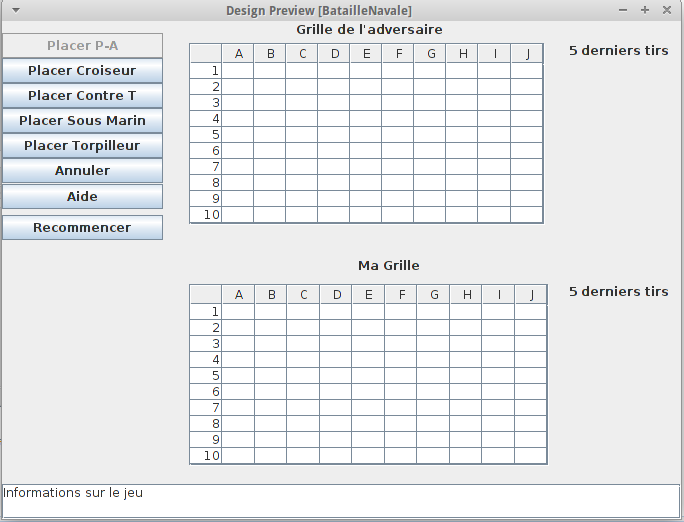 Design Preview [BatailleNavale]
Placer P-A
Placer Croiseur
Placer Contre T
Placer Sous Marin
Placer Torpilleur
Annuler
Aide
Recommencer
Grille de l'adversaire
A B C D E F G H I J
1
2
3
4
5
6
7
8
9
10
5 derniers tirs
Ma Grille
A B C D E F G H I J
1
2
3
4
5
6
7
8
9
10
5 derniers tirs
Informations sur le jeu